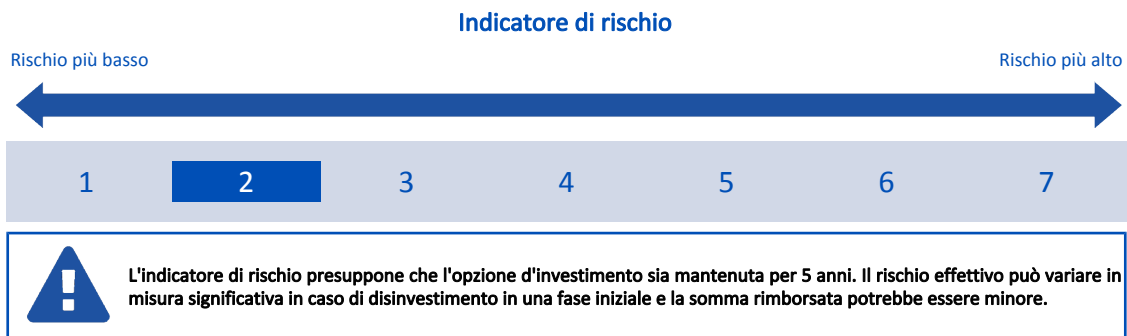 Indicatore di rischio
Rischio più basso
Rischio più alto
1 2 3 4 5 6 7
L'indicatore di rischio presuppone che l'opzione d'investimento sia mantenuta per 5 anni. Il rischio effettivo può variare in
misura significativa in caso di disinvestimento in una fase iniziale e la somma rimborsata potrebbe essere minore.